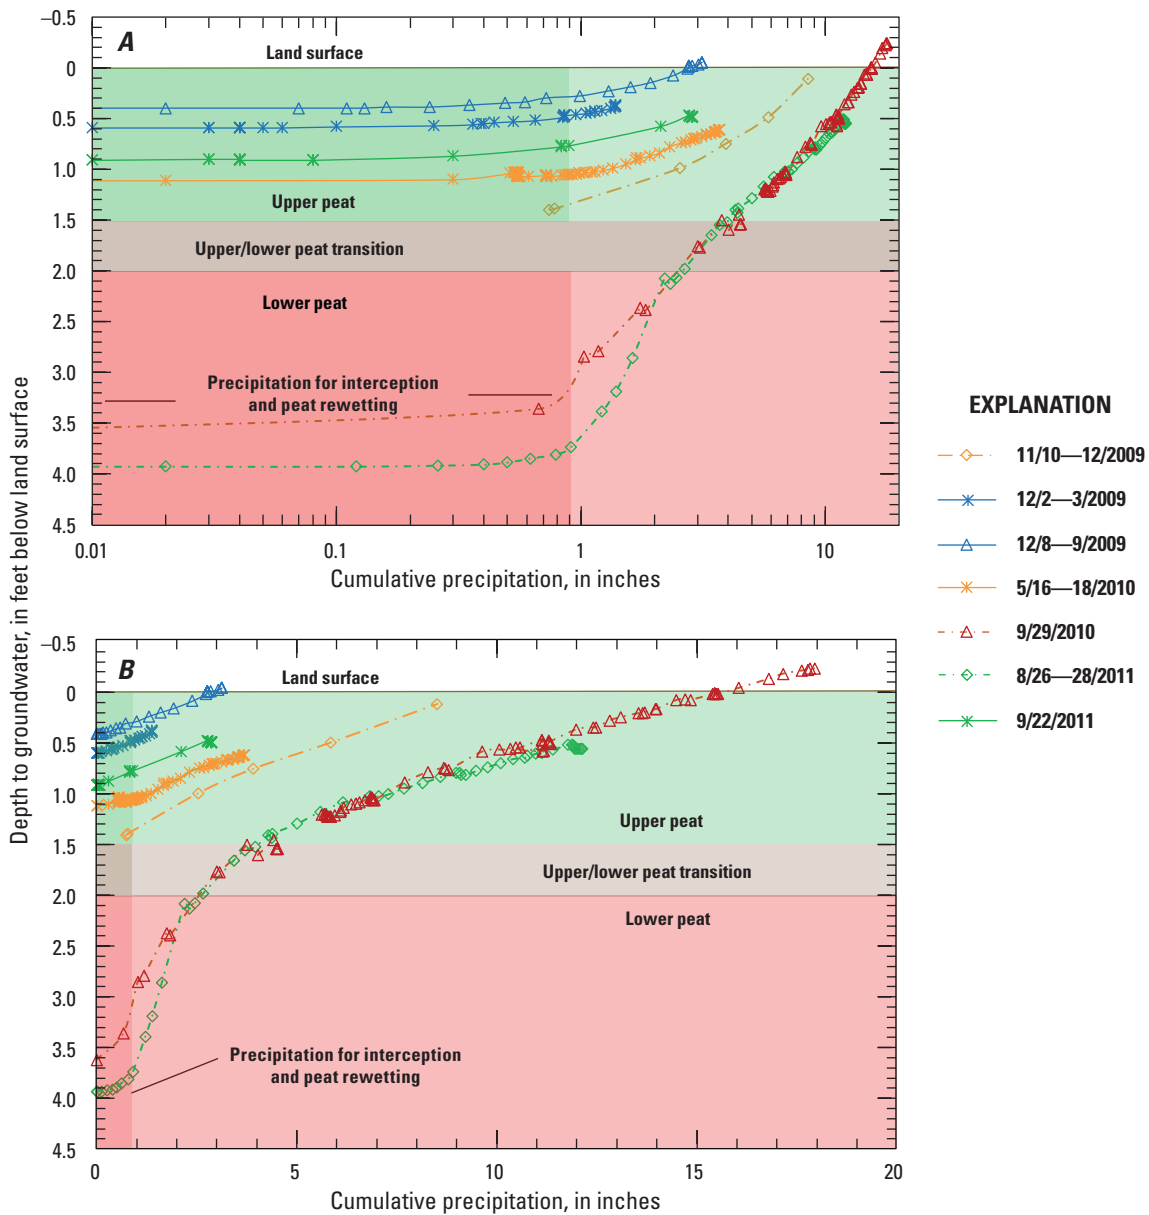 A
Land surface
Upper peat
Upper/lower peat transition
Lower peat
Precipitation for interception
and peat rewetting
–0.5
0
0.5
1.0
1.5
2.0
2.5
3.0
3.5
4.0
4.5
0.01
0.1
1
10
Cumulative precipitation, in inches
Depth to groundwater, in feet below land surface
B
Land surface
Upper peat
Upper/lower peat transition
Lower peat
Precipitation for interception
and peat rewetting
–0.5
0
0.5
1.0
1.5
2.0
2.5
3.0
3.5
4.0
4.5
0
5
10
15
20
Cumulative precipitation, in inches
EXPLANATION
11/10—12/2009
12/2—3/2009
12/8—9/2009
5/16—18/2010
9/29/2010
8/26—28/2011
9/22/2011